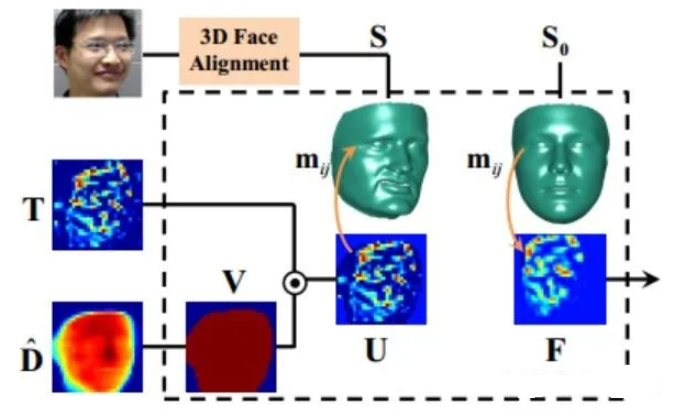 3D Face
Alignment
S
S₀
mᵢⱼ
mᵢⱼ
T
V
D̂
U
F